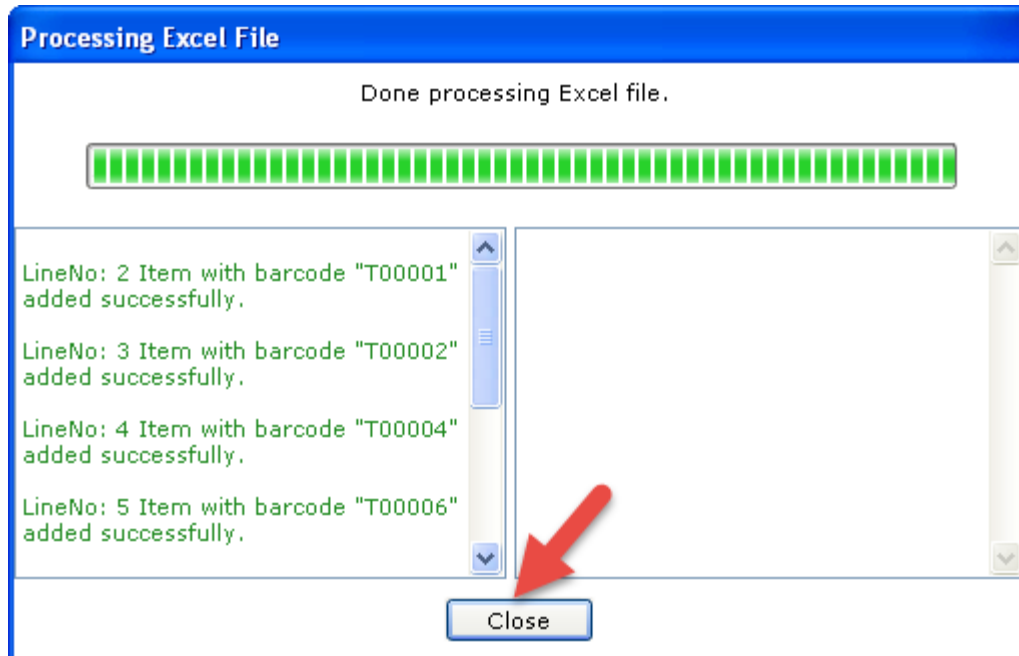 Processing Excel File
Done processing Excel file.
LineNo: 2 Item with barcode "T00001"
added successfully.
LineNo: 3 Item with barcode "T00002"
added successfully.
LineNo: 4 Item with barcode "T00004"
added successfully.
LineNo: 5 Item with barcode "T00006"
added successfully.
Close